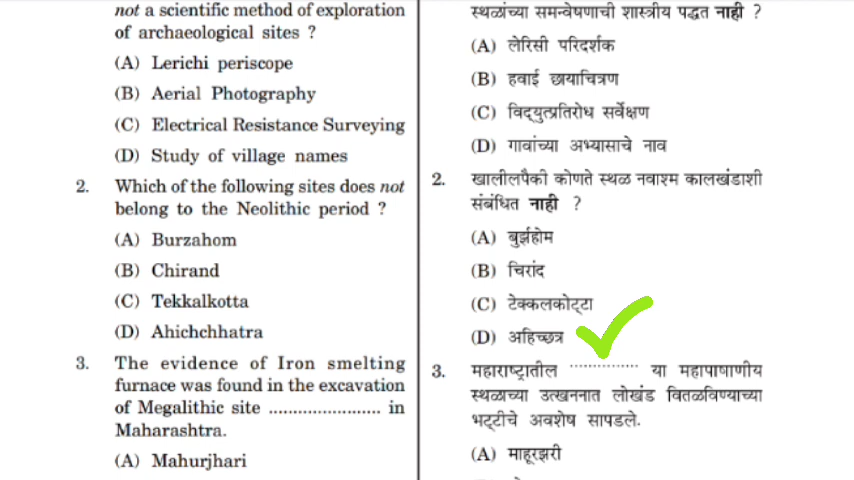 not a scientific method of exploration
of archaeological sites ?
(A) Lerichi periscope
(B) Aerial Photography
(C) Electrical Resistance Surveying
(D) Study of village names
2. Which of the following sites does not
belong to the Neolithic period ?
(A) Burzahom
(B) Chirand
(C) Tekkalkotta
(D) Ahichchhatra
3. The evidence of Iron smelting
furnace was found in the excavation
of Megalithic site ........................ in
Maharashtra.
(A) Mahurjhari
स्थळांच्या समन्वेषणाची शास्त्रीय पद्धत नाही ?
(A) लेरिसी परिदर्शक
(B) हवाई छायाचित्रण
(C) विद्युत्प्रतिरोध सर्वेक्षण
(D) गावांच्या अभ्यासाचे नाव
2. खालीलपैकी कोणते स्थळ नवाश्म कालखंडाशी
संबंधित नाही ?
(A) बुर्झहोम
(B) चिरांद
(C) टेक्कलकोट्टा
(D) अहिच्छत्र
3. महाराष्ट्रातील ............... या महापाषाणीय
स्थळाच्या उत्खननात लोखंड वितळविण्याच्या
भट्टीचे अवशेष सापडले.
(A) माहूरझरी